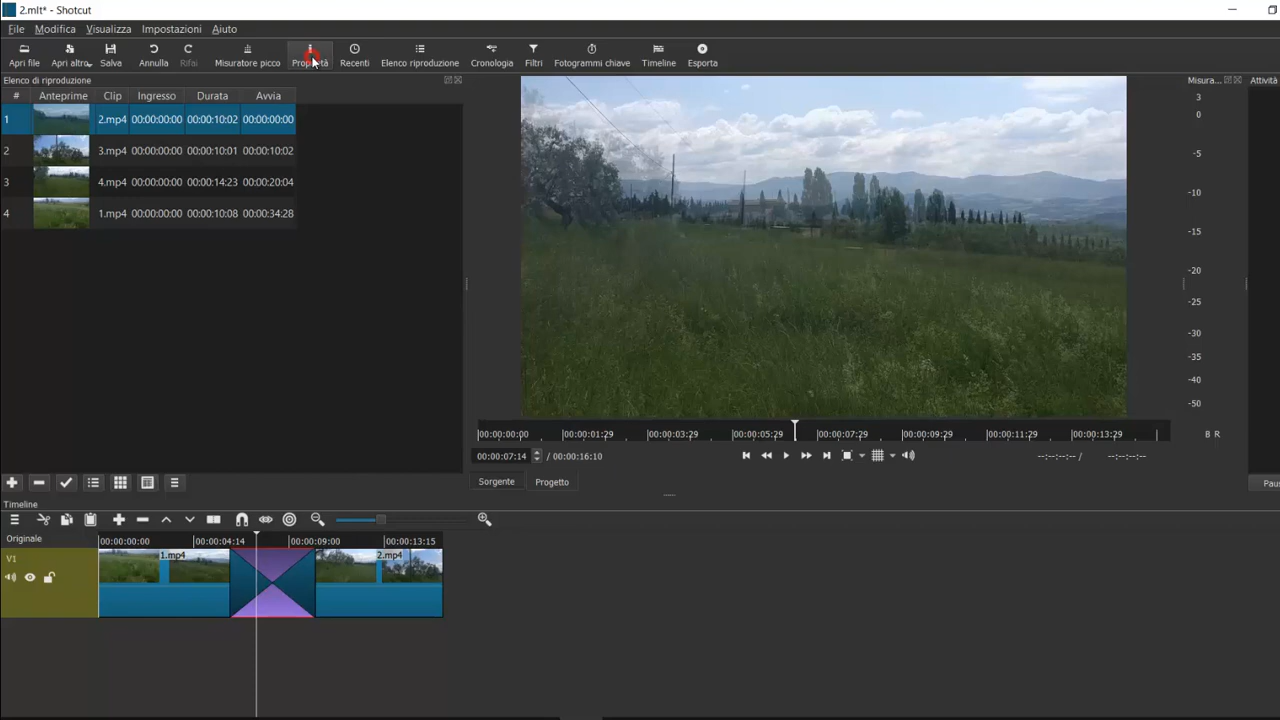 2.mlt* - Shotcut
File Modifica Visualizza Impostazioni Aiuto
Apri file Apri altro Salva Annulla Rifai Misuratore picco Proprietà Recenti Elenco riproduzione Cronologia Filtri Fotogrammi chiave Timeline Esporta
Elenco di riproduzione
# Anteprime Clip Ingresso Durata Avvia
1 2.mp4 00:00:00:00 00:00:10:02 00:00:00:00
2 3.mp4 00:00:00:00 00:00:10:01 00:00:10:02
3 4.mp4 00:00:00:00 00:00:14:23 00:00:20:04
4 1.mp4 00:00:00:00 00:00:10:08 00:00:34:28
Misura... Attività
3
0
-5
-10
-15
-20
-25
-30
-35
-40
-50
B R
00:00:00:00 00:00:01:29 00:00:03:29 00:00:05:29 00:00:07:29 00:00:09:29 00:00:11:29 00:00:13:29
00:00:07:14 / 00:00:16:10 --:--:--:-- / --:--:--:--
Sorgente Progetto
Paus
Timeline
Originale 00:00:00:00 00:00:04:14 00:00:09:00 00:00:13:15
V1 1.mp4 2.mp4